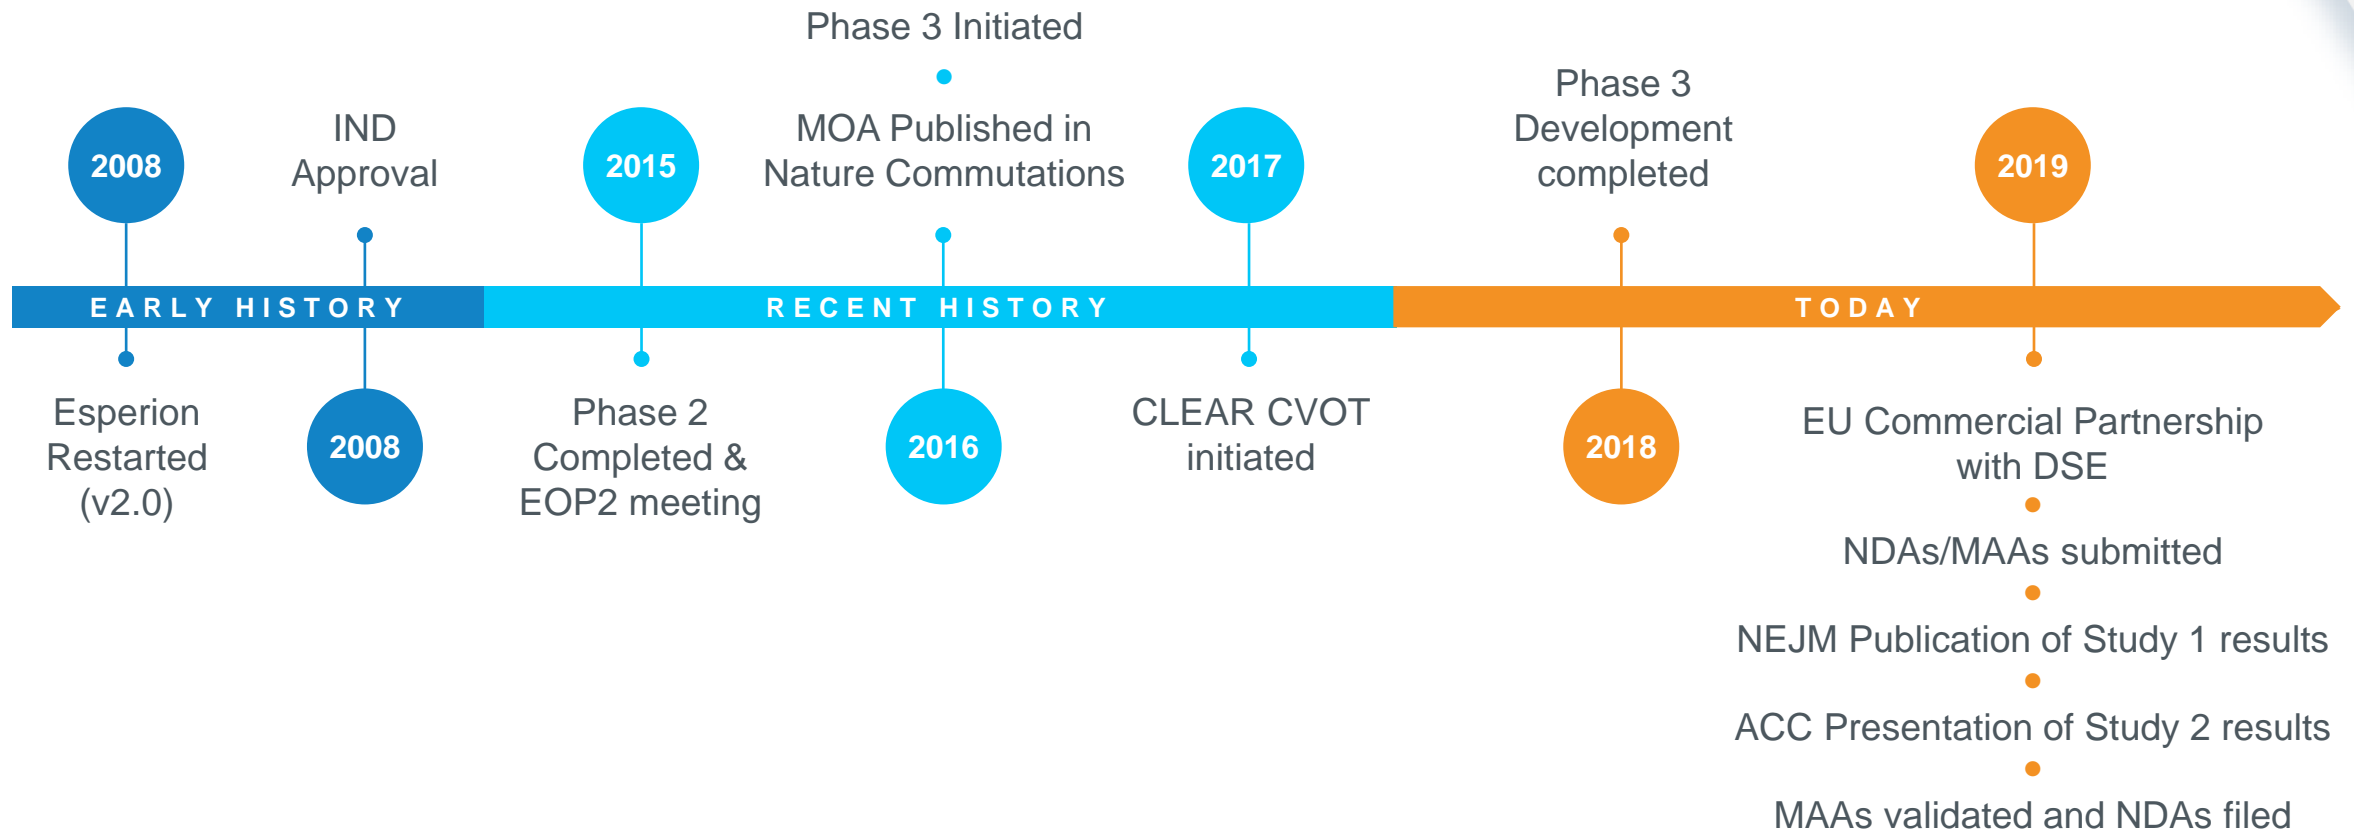 Phase 3 Initiated
MOA Published in
Nature Commutations
Phase 3
Development
completed
IND
Approval
2008
2015
2017
2019
EARLY HISTORY
RECENT HISTORY
TODAY
Esperion
Restarted
(v2.0)
2008
Phase 2
Completed &
EOP2 meeting
2016
CLEAR CVOT
initiated
2018
EU Commercial Partnership
with DSE
NDAs/MAAs submitted
NEJM Publication of Study 1 results
ACC Presentation of Study 2 results
MAAs validated and NDAs filed